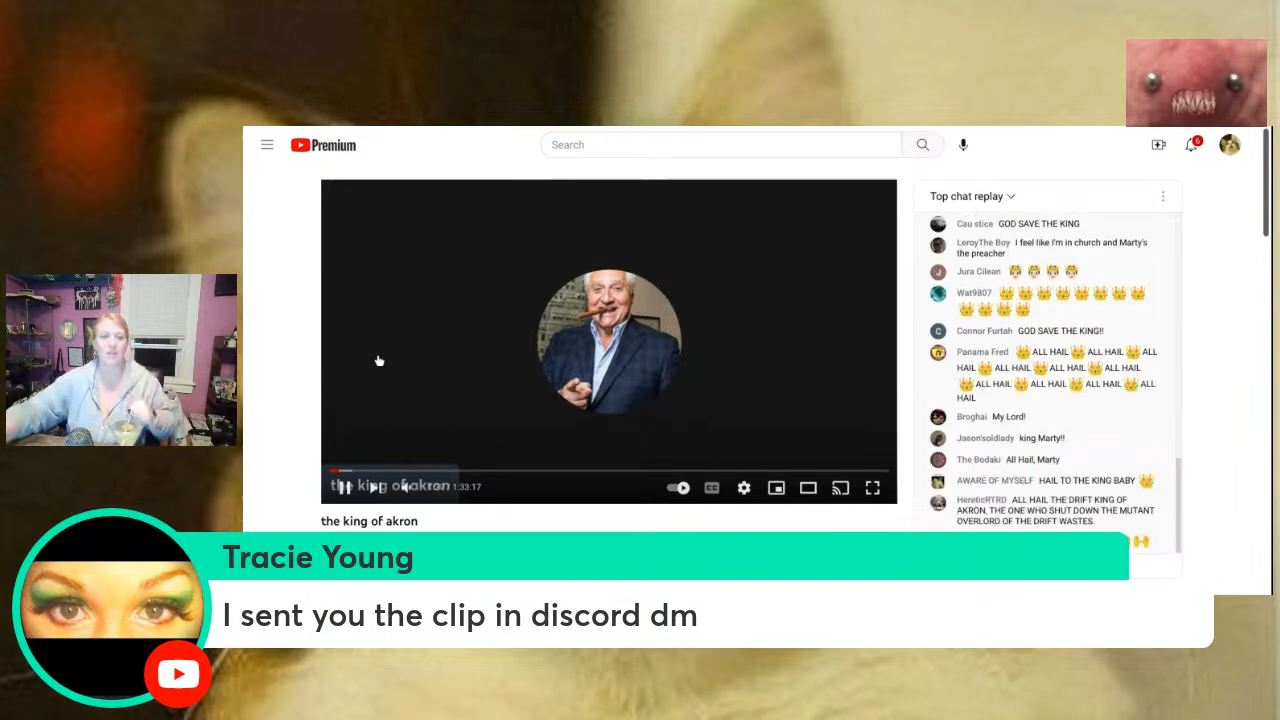 Premium
Search
6
Top chat replay
Cau stice GOD SAVE THE KING
LeroyThe Boy I feel like I'm in church and Marty's
the preacher
Jura Cilean
Wat9807
Connor Furtah GOD SAVE THE KING!!
Panama Fred ALL HAIL ALL HAIL ALL
HAIL ALL HAIL ALL HAIL ALL HAIL
ALL HAIL ALL HAIL ALL HAIL ALL
HAIL
Broghai My Lord!
Jason'soldlady king Marty!!
The Bodaki All Hail, Marty
AWARE OF MYSELF HAIL TO THE KING BABY
HereticRTRD ALL HAIL THE DRIFT KING OF
AKRON, THE ONE WHO SHUT DOWN THE MUTANT
OVERLORD OF THE DRIFT WASTES.
the king of akron
1:33:17
CC
the king of akron
Tracie Young
I sent you the clip in discord dm